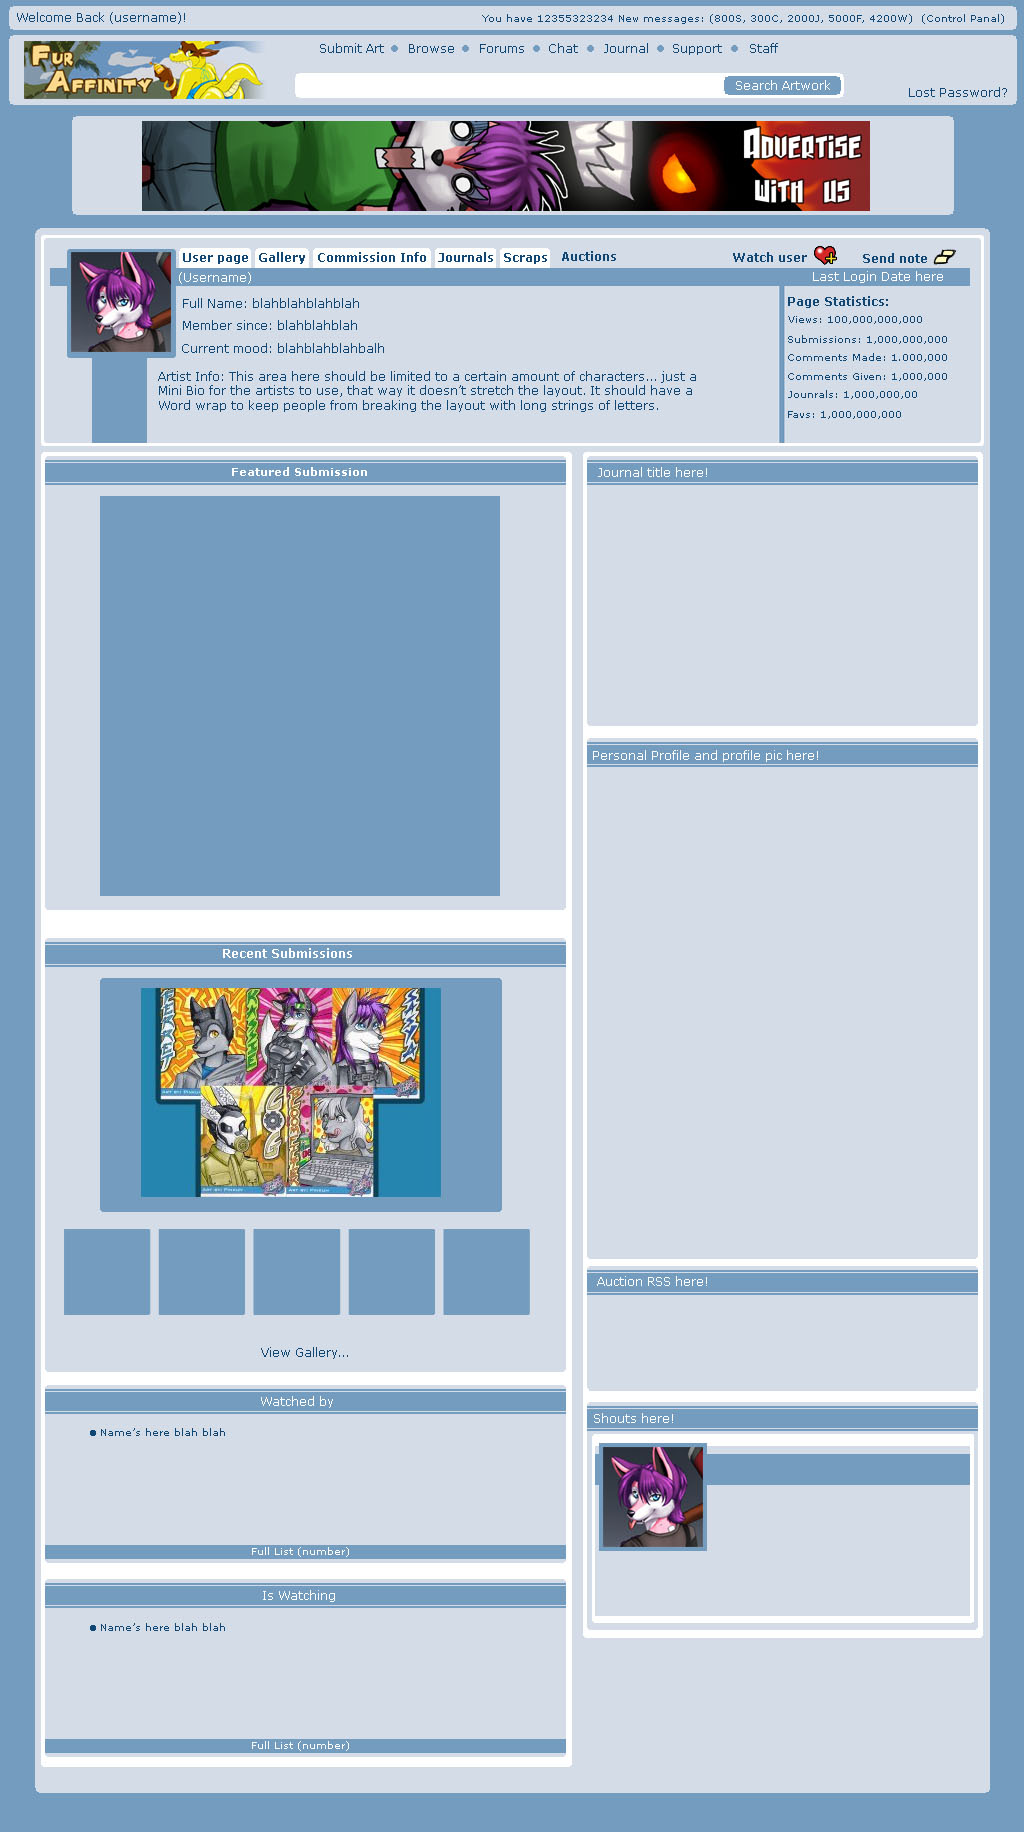 Welcome Back (username)!
You have 12355323234 New messages: (800S, 300C, 2000J, 5000F, 4200W) (Control Panal)
Fur Affinity
Submit Art • Browse • Forums • Chat • Journal • Support • Staff
Search Artwork
Lost Password?
Advertise
with us
User page Gallery Commission Info Journals Scraps Auctions Watch user Send note
(Username) Last Login Date here
Full Name: blahblahblahblah
Member since: blahblahblah
Current mood: blahblahblahbalh
Artist Info: This area here should be limited to a certain amount of characters... just a
Mini Bio for the artists to use, that way it doesn't stretch the layout. It should have a
Word wrap to keep people from breaking the layout with long strings of letters.
Page Statistics:
Views: 100,000,000,000
Submissions: 1,000,000,000
Comments Made: 1.000,000
Comments Given: 1,000,000
Jounrals: 1,000,000,00
Favs: 1,000,000,000
Featured Submission
Recent Submissions
View Gallery...
Watched by
• Name's here blah blah
Full List (number)
Is Watching
• Name's here blah blah
Full List (number)
Journal title here!
Personal Profile and profile pic here!
Auction RSS here!
Shouts here!